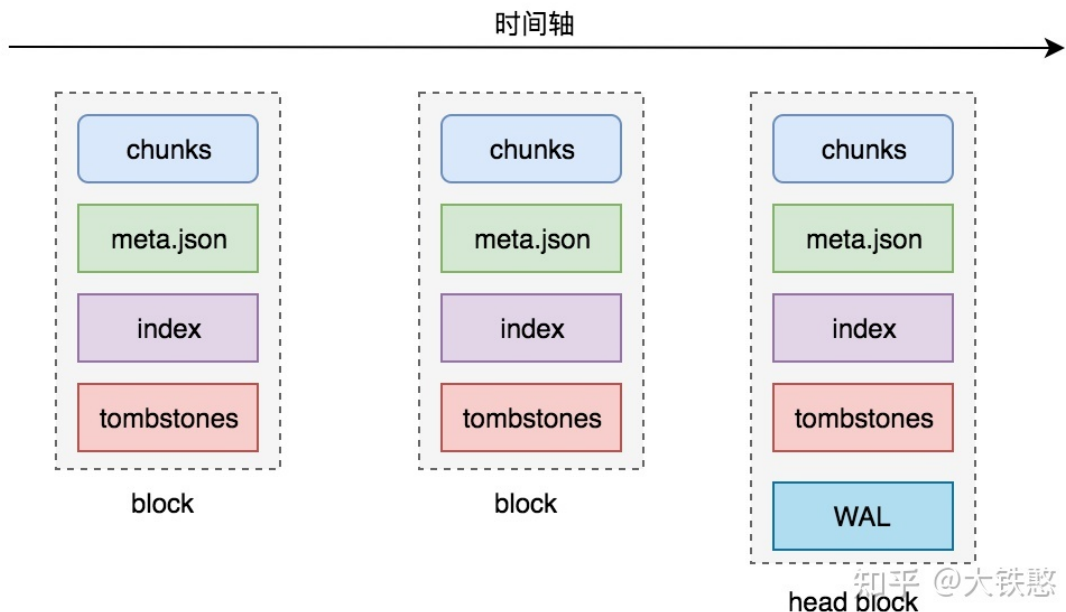 时间轴
chunks
meta.json
index
tombstones
block
chunks
meta.json
index
tombstones
block
chunks
meta.json
index
tombstones
WAL
head block
知乎 @大铁憨